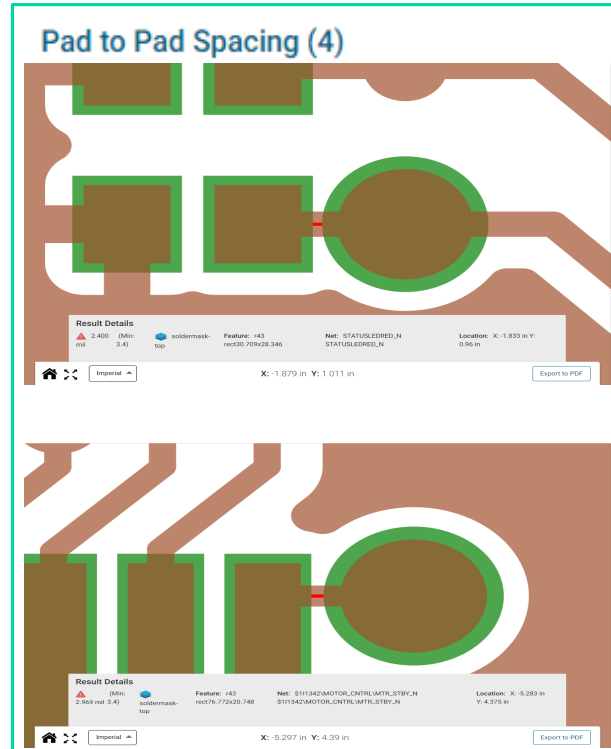 Pad to Pad Spacing (4)
Result Details
2.400 (Min: soldermask- Feature: r43 Net: STATUSLEDRED_N Location: X: -1.833 in Y:
mil 3.4) top rect30.709x28.346 STATUSLEDRED_N 0.96 in
Imperial X: -1.879 in Y: 1.011 in Export to PDF
Result Details
(Min: Feature: r43 Net: $1I1342\MOTOR_CNTRL\MTR_STBY_N Location: X: -5.283 in
2.969 mil 3.4) soldermask- rect76.772x20.748 $1I1342\MOTOR_CNTRL\MTR_STBY_N Y: 4.375 in
top
Imperial X: -5.297 in Y: 4.39 in Export to PDF